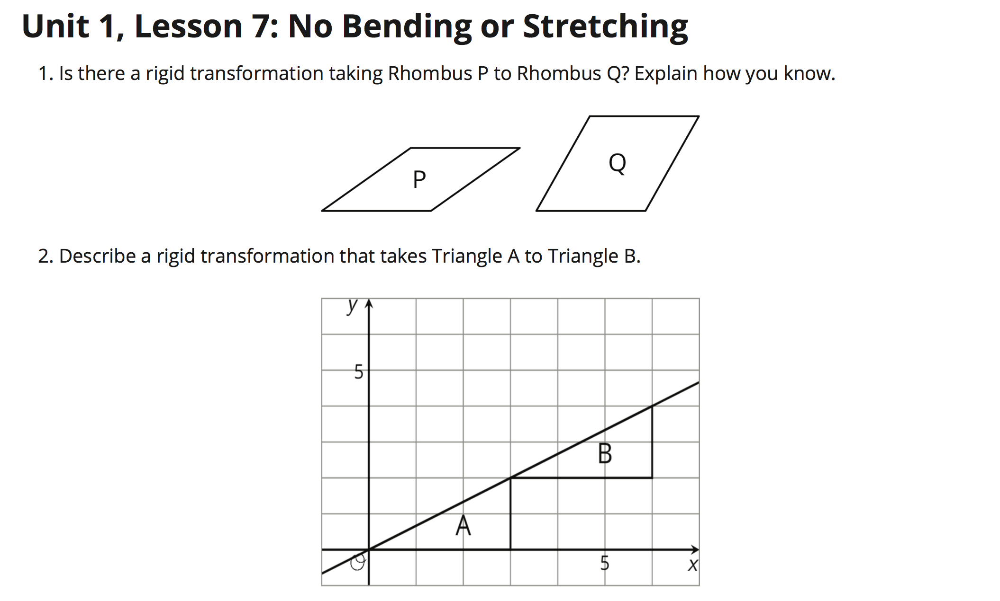 Unit 1, Lesson 7: No Bending or Stretching
1. Is there a rigid transformation taking Rhombus P to Rhombus Q? Explain how you know.
P
Q
2. Describe a rigid transformation that takes Triangle A to Triangle B.
y
5
B
A
O
5
x